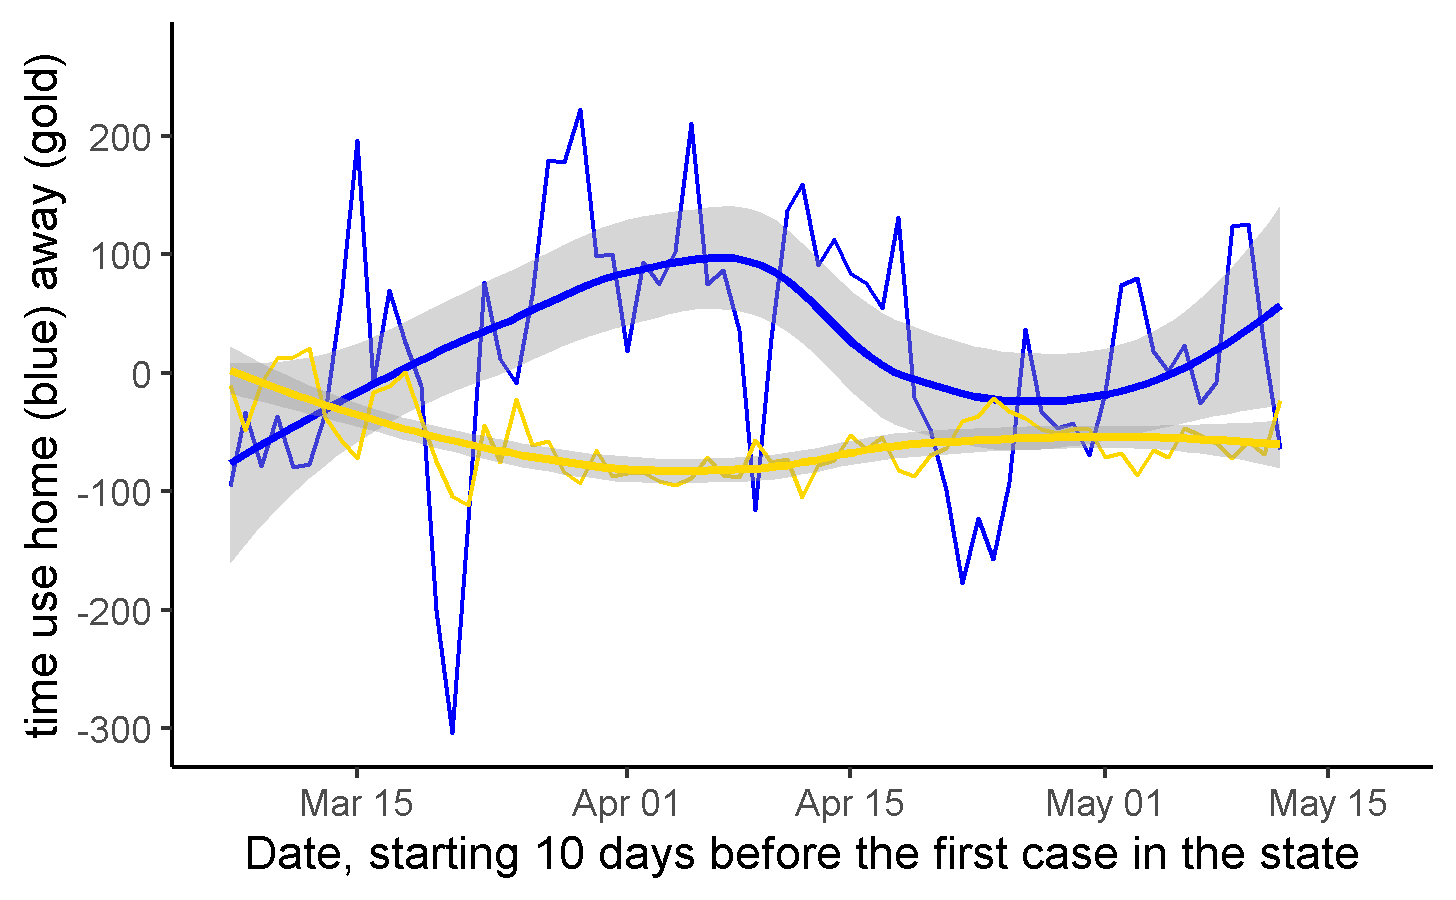 time use home (blue) away (gold)
200
100
0
-100
-200
-300
Mar 15
Apr 01
Apr 15
May 01
May 15
Date, starting 10 days before the first case in the state